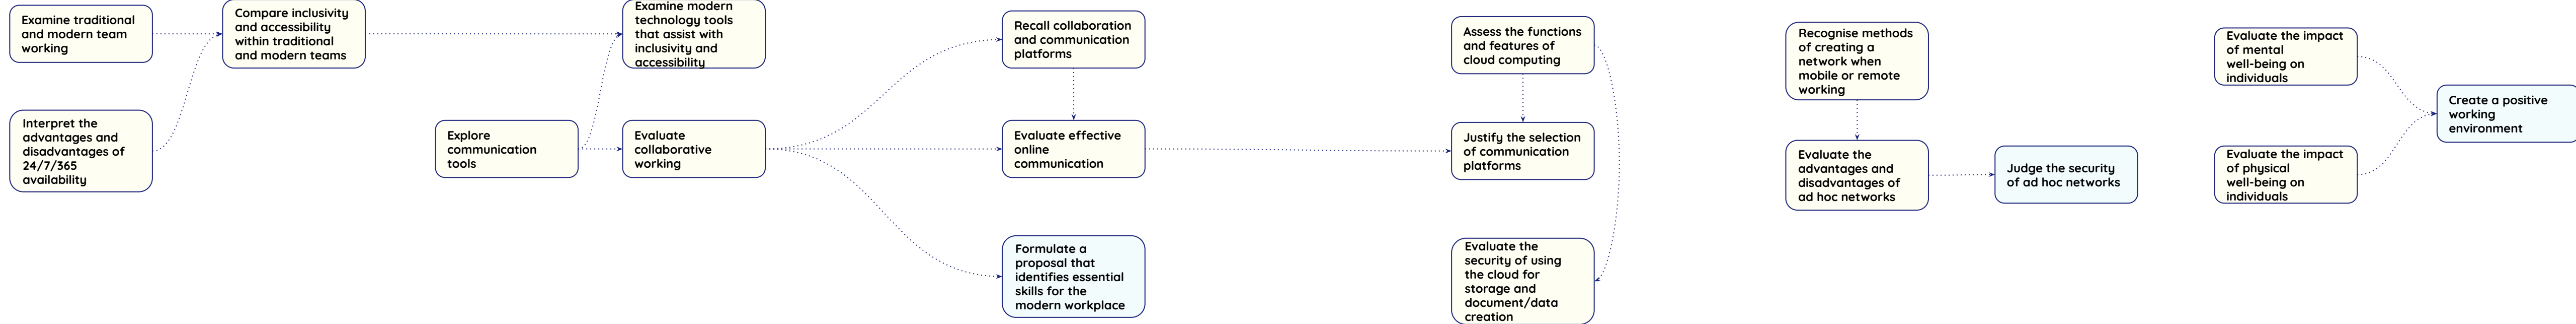 Examine traditional
and modern team
working
Interpret the
advantages and
disadvantages of
24/7/365
availability
Compare inclusivity
and accessibility
within traditional
and modern teams
Explore
communication
tools
Examine modern
technology tools
that assist with
inclusivity and
accessibility
Evaluate
collaborative
working
Recall collaboration
and communication
platforms
Evaluate effective
online
communication
Formulate a
proposal that
identifies essential
skills for the
modern workplace
Assess the functions
and features of
cloud computing
Justify the selection
of communication
platforms
Evaluate the
security of using
the cloud for
storage and
document/data
creation
Recognise methods
of creating a
network when
mobile or remote
working
Evaluate the
advantages and
disadvantages of
ad hoc networks
Judge the security
of ad hoc networks
Evaluate the impact
of mental
well-being on
individuals
Evaluate the impact
of physical
well-being on
individuals
Create a positive
working
environment